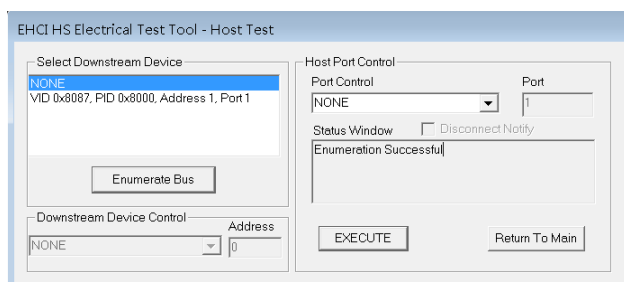 EHCI HS Electrical Test Tool - Host Test
Select Downstream Device
NONE
VID 0x8087, PID 0x8000, Address 1, Port 1
Enumerate Bus
Downstream Device Control
Address
NONE
0
Host Port Control
Port Control
Port
NONE
1
Status Window
Disconnect Notify
Enumeration Successful
EXECUTE
Return To Main